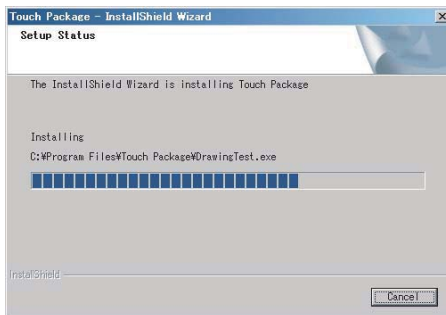 Touch Package - InstallShield Wizard
Setup Status
The InstallShield Wizard is installing Touch Package
Installing
C:¥Program Files¥Touch Package¥DrawingTest.exe
InstallShield
Cancel